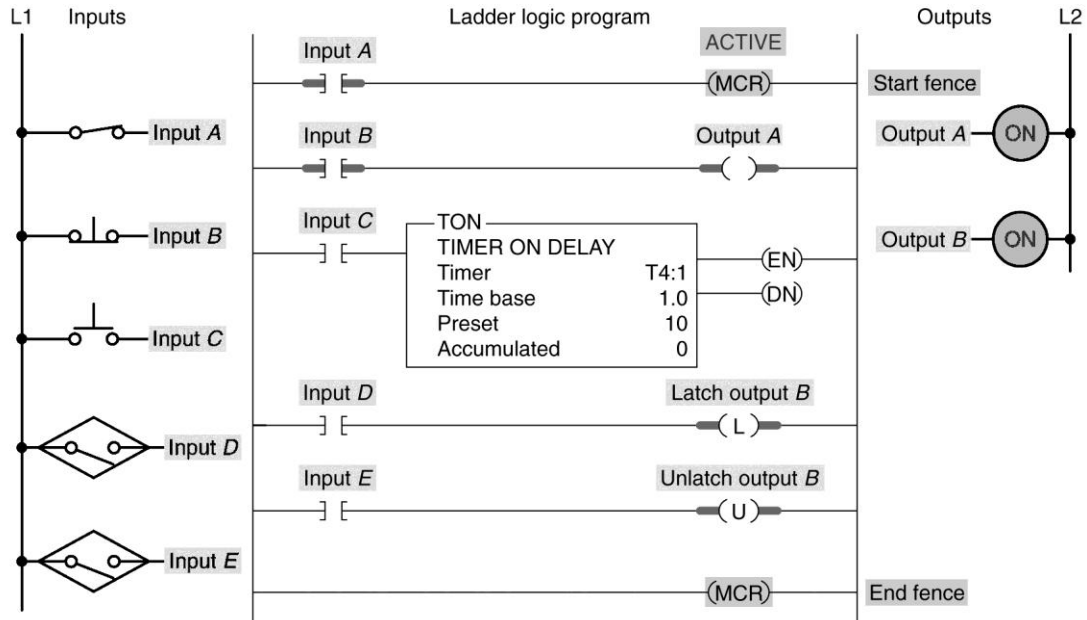 L1 Inputs Ladder logic program Outputs L2
Input A ACTIVE
(MCR) Start fence
Input A
Input B Output A Output A ON
Input B
Input C
TON
TIMER ON DELAY
Timer T4:1
Time base 1.0
Preset 10
Accumulated 0
(EN)
(DN)
Output B ON
Input C
Input D Latch output B
L
Input D
Input E Unlatch output B
U
Input E
(MCR) End fence